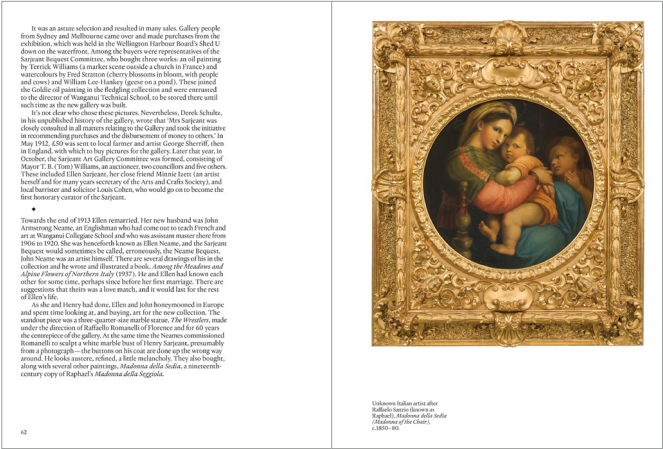 It was an astute selection and resulted in many sales. Gallery people
from Sydney and Melbourne came over and made purchases from the
exhibition, which was held in the Wellington Harbour Board's Shed U
down on the waterfront. Among the buyers were representatives of the
Sarjeant Bequest Committee, who bought three works: an oil painting
by Terrick Williams (a market scene outside a church in France) and
watercolours by Fred Stratton (cherry blossoms in bloom, with people
and cows) and William Lee-Hankey (geese on a pond). These joined
the Goldie oil painting in the fledgling collection and were entrusted
to the director of Wanganui Technical School, to be stored there until
such time as the new gallery was built.
It's not clear who chose these pictures. Nevertheless, Derek Schultz,
in his unpublished history of the gallery, wrote that 'Mrs Sarjeant was
closely consulted in all matters relating to the Gallery and took the initiative
in recommending purchases and the disbursement of money to others.' In
May 1912, £50 was sent to local farmer and artist George Sherriff, then
in England, with which to buy pictures for the gallery. Later that year, in
October, the Sarjeant Art Gallery Committee was formed, consisting of
Mayor T. B. (Tom) Williams, an auctioneer, two councillors and five others.
These included Ellen Sarjeant, her close friend Minnie Izett (an artist
herself and for many years secretary of the Arts and Crafts Society), and
local barrister and solicitor Louis Cohen, who would go on to become the
first honorary curator of the Sarjeant.
◆
Towards the end of 1913 Ellen remarried. Her new husband was John
Armstrong Neame, an Englishman who had come out to teach French and
art at Wanganui Collegiate School and who was assistant master there from
1906 to 1920. She was henceforth known as Ellen Neame, and the Sarjeant
Bequest would sometimes be called, erroneously, the Neame Bequest.
John Neame was an artist himself. There are several drawings of his in the
collection and he wrote and illustrated a book, Among the Meadows and
Alpine Flowers of Northern Italy (1937). He and Ellen had known each
other for some time, perhaps since before her first marriage. There are
suggestions that theirs was a love match, and it would last for the rest
of Ellen's life.
As she and Henry had done, Ellen and John honeymooned in Europe
and spent time looking at, and buying, art for the new collection. The
standout piece was a three-quarter-size marble statue, The Wrestlers, made
under the direction of Raffaello Romanelli of Florence and for 60 years
the centrepiece of the gallery. At the same time the Neames commissioned
Romanelli to sculpt a white marble bust of Henry Sarjeant, presumably
from a photograph — the buttons on his coat are done up the wrong way
around. He looks austere, refined, a little melancholy. They also bought,
along with several other paintings, Madonna della Sedia, a nineteenth-
century copy of Raphael's Madonna della Seggiola.
62
Unknown Italian artist after
Raffaelo Sanzio (known as
Raphael), Madonna della Sedia
(Madonna of the Chair),
c.1850–80.